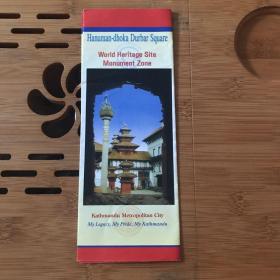 Hanuman-dhoka Durbar Square
World Heritage Site
Monument Zone
Kathmandu Metropolitan City
My Legacy, My Pride, My Kathmandu